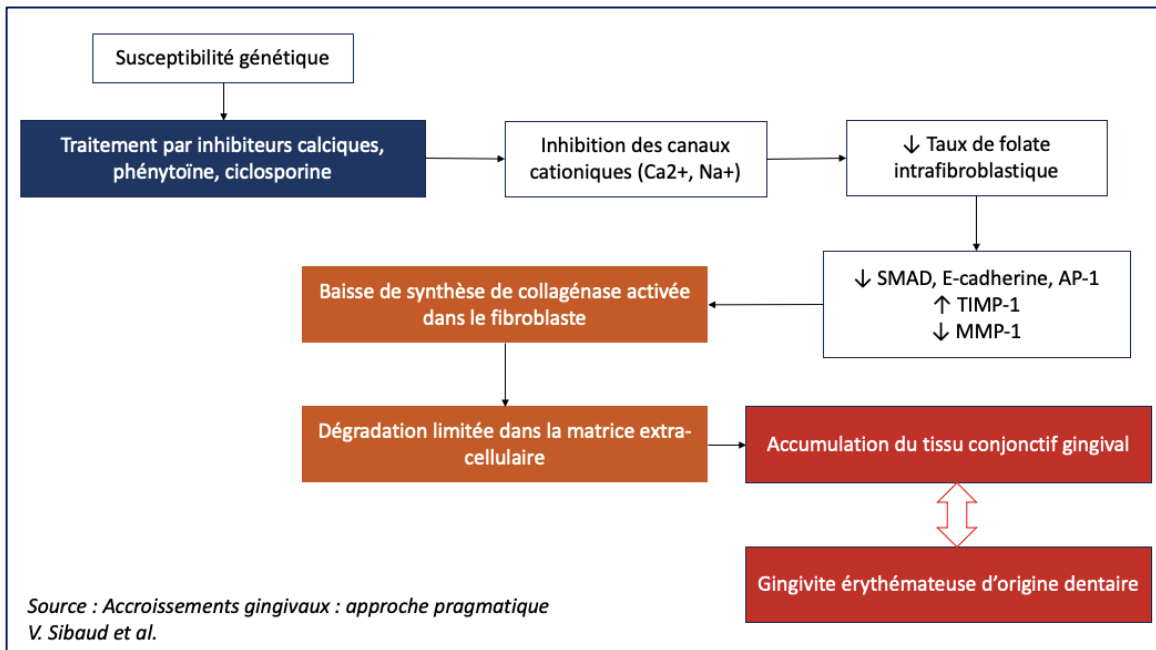 Susceptibilité génétique
Traitement par inhibiteurs calciques,
phénytoïne, ciclosporine
Inhibition des canaux
cationiques (Ca2+, Na+)
↓ Taux de folate
intrafibroblastique
↓ SMAD, E-cadherine, AP-1
↑ TIMP-1
↓ MMP-1
Baisse de synthèse de collagénase activée
dans le fibroblaste
Dégradation limitée dans la matrice extra-
cellulaire
Accumulation du tissu conjonctif gingival
Gingivite érythémateuse d’origine dentaire
Source : Accroissements gingivaux : approche pragmatique
V. Sibaud et al.